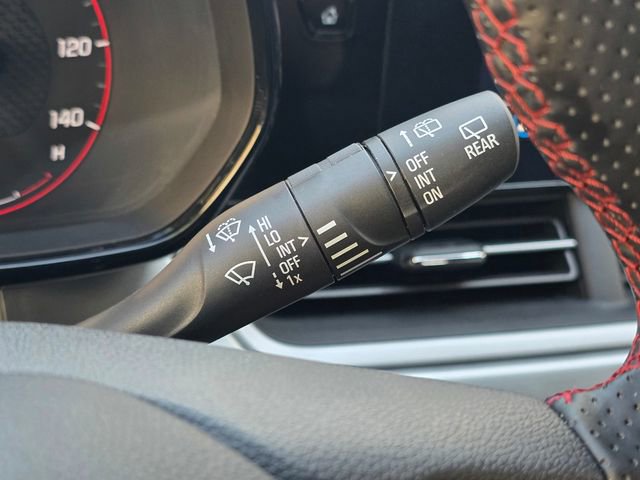 120
140
H
HI
LO
INT
OFF
1x
OFF
INT
ON
REAR